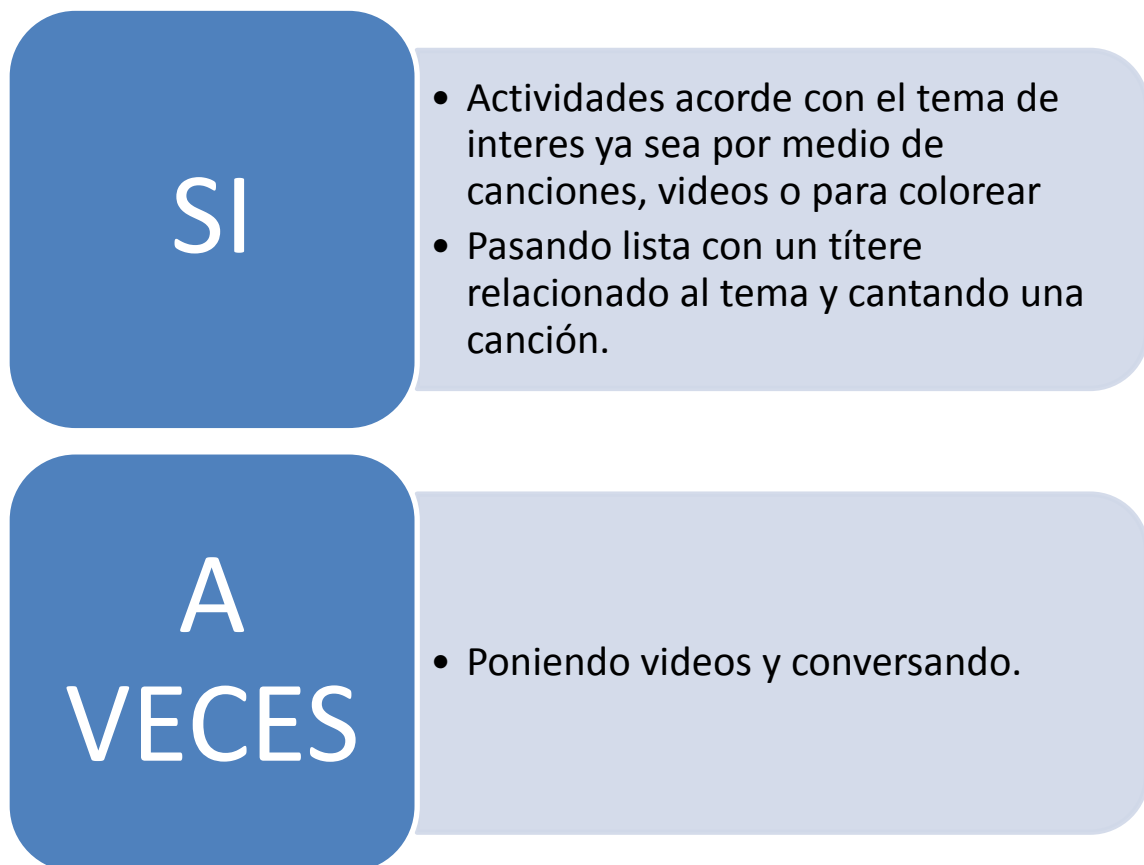 SI
• Actividades acorde con el tema de
interes ya sea por medio de
canciones, videos o para colorear
• Pasando lista con un títere
relacionado al tema y cantando una
canción.
A
VECES
• Poniendo videos y conversando.